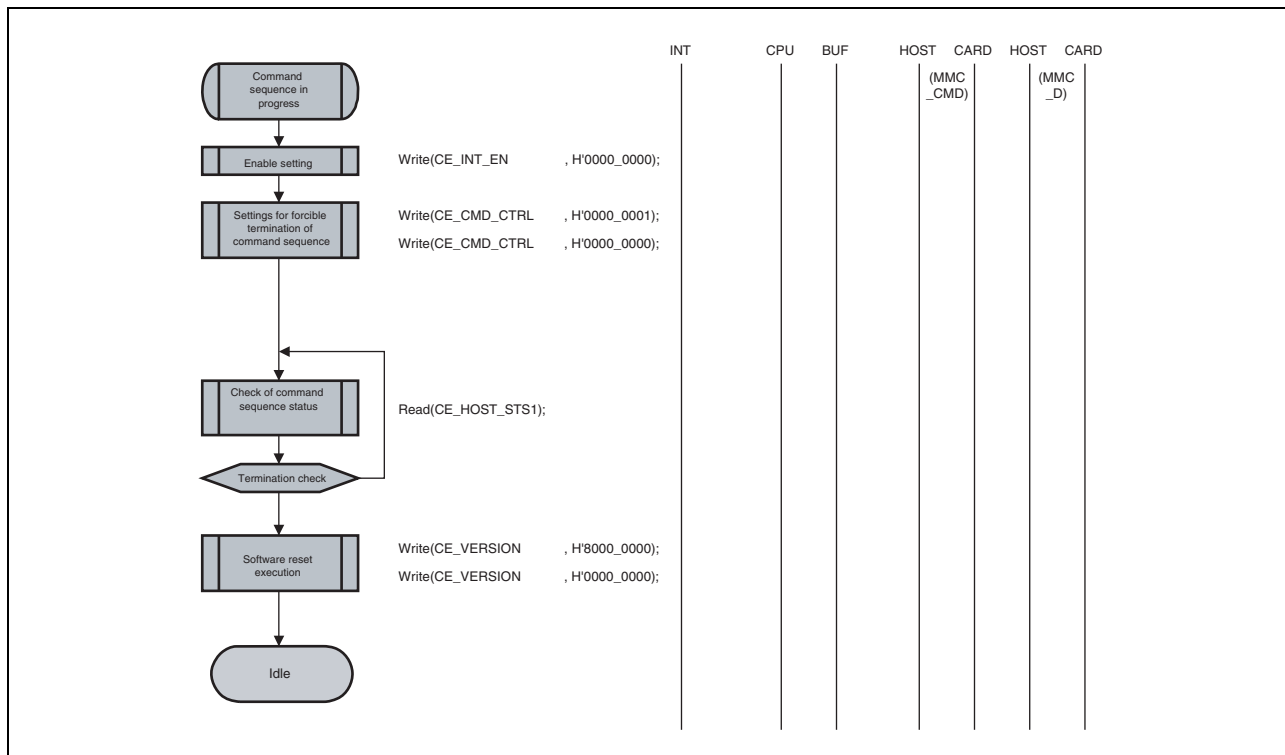 INT CPU BUF HOST CARD HOST CARD
(MMC
_CMD)
(MMC
_D)
Command
sequence in
progress
Enable setting
Write(CE_INT_EN , H'0000_0000);
Settings for forcible
termination of
command sequence
Write(CE_CMD_CTRL , H'0000_0001);
Write(CE_CMD_CTRL , H'0000_0000);
Check of command
sequence status
Read(CE_HOST_STS1);
Termination check
Software reset
execution
Write(CE_VERSION , H'8000_0000);
Write(CE_VERSION , H'0000_0000);
Idle